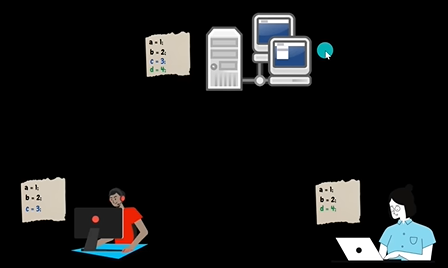 a = 1;
b = 2;
c = 3;
d = 4;
a = 1;
b = 2;
c = 3;
a = 1;
b = 2;
d = 4;